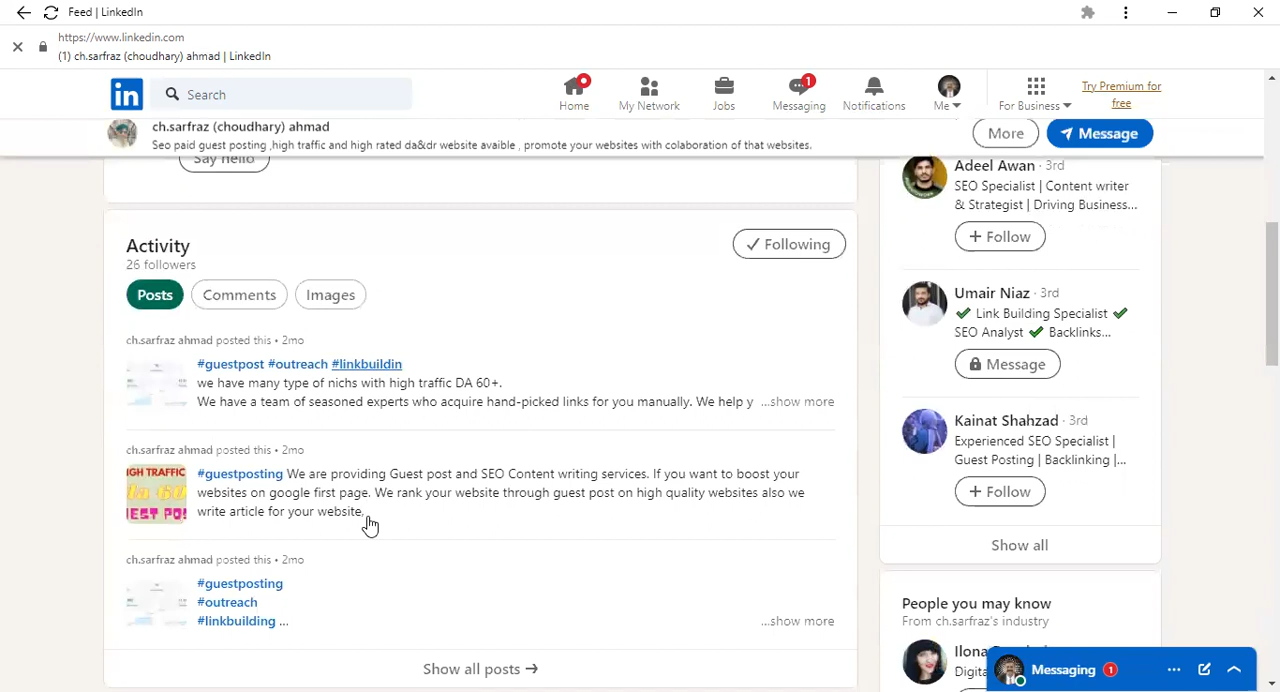 Feed | LinkedIn
https://www.linkedin.com
(1) ch.sarfraz (choudhary) ahmad | LinkedIn
in
Search
Home
My Network
Jobs
1
Messaging
Notifications
Me
For Business
Try Premium for
free
ch.sarfraz (choudhary) ahmad
Seo paid guest posting ,high traffic and high rated da&dr website avaible , promote your websites with colaboration of that websites.
More
Message
Say hello
Activity
26 followers
Following
Posts
Comments
Images
ch.sarfraz ahmad posted this • 2mo
#guestpost #outreach #linkbuildin
we have many type of nichs with high traffic DA 60+.
We have a team of seasoned experts who acquire hand-picked links for you manually. We help y ...show more
ch.sarfraz ahmad posted this • 2mo
#guestposting We are providing Guest post and SEO Content writing services. If you want to boost your
websites on google first page. We rank your website through guest post on high quality websites also we
write article for your website,
ch.sarfraz ahmad posted this • 2mo
#guestposting
#outreach
#linkbuilding ...
...show more
Show all posts →
Adeel Awan · 3rd
SEO Specialist | Content writer
& Strategist | Driving Business...
+ Follow
Umair Niaz · 3rd
✔ Link Building Specialist ✔
SEO Analyst ✔ Backlinks...
Message
Kainat Shahzad · 3rd
Experienced SEO Specialist |
Guest Posting | Backlinking |...
+ Follow
Show all
People you may know
From ch.sarfraz's industry
Ilona
Digita
Messaging 1